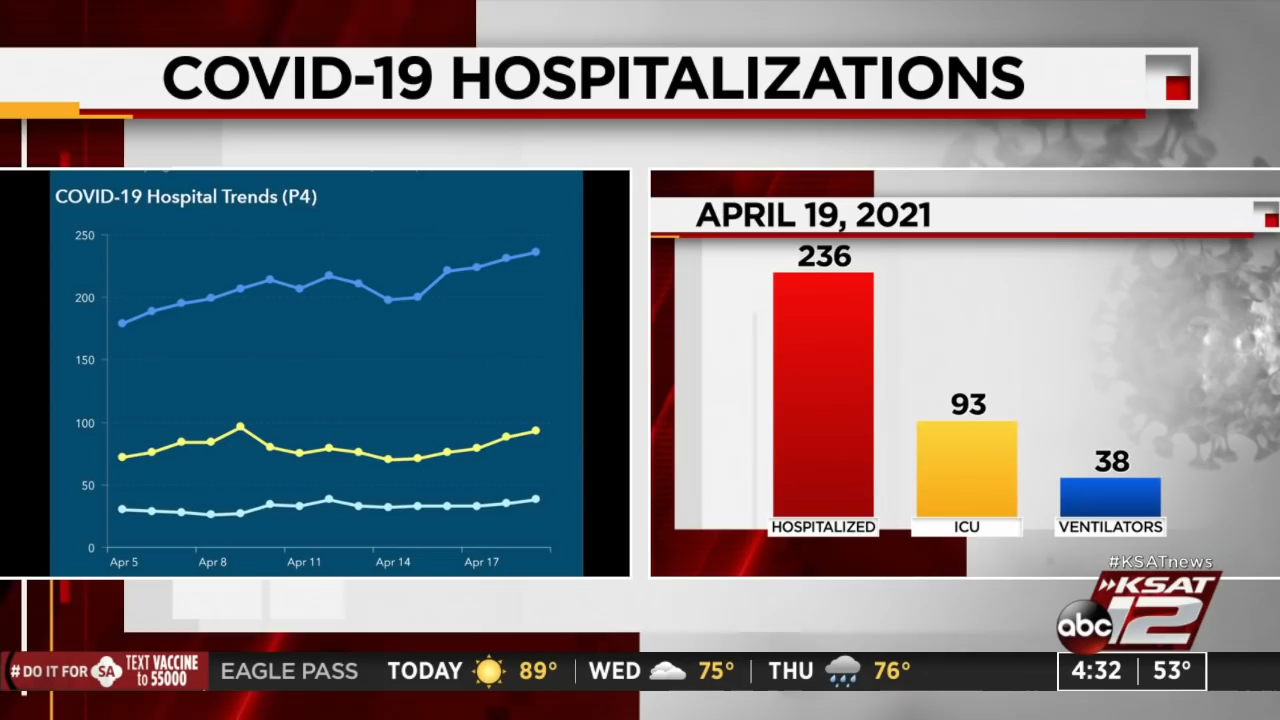 COVID-19 HOSPITALIZATIONS
COVID-19 Hospital Trends (P4)
250
200
150
100
50
0
Apr 5 Apr 8 Apr 11 Apr 14 Apr 17
APRIL 19, 2021
236
93
38
HOSPITALIZED ICU VENTILATORS
#KSATnews
KSAT
abc 12
#DO IT FOR SA TEXT VACCINE to 55000 EAGLE PASS TODAY 89° WED 75° THU 76° 4:32 53°